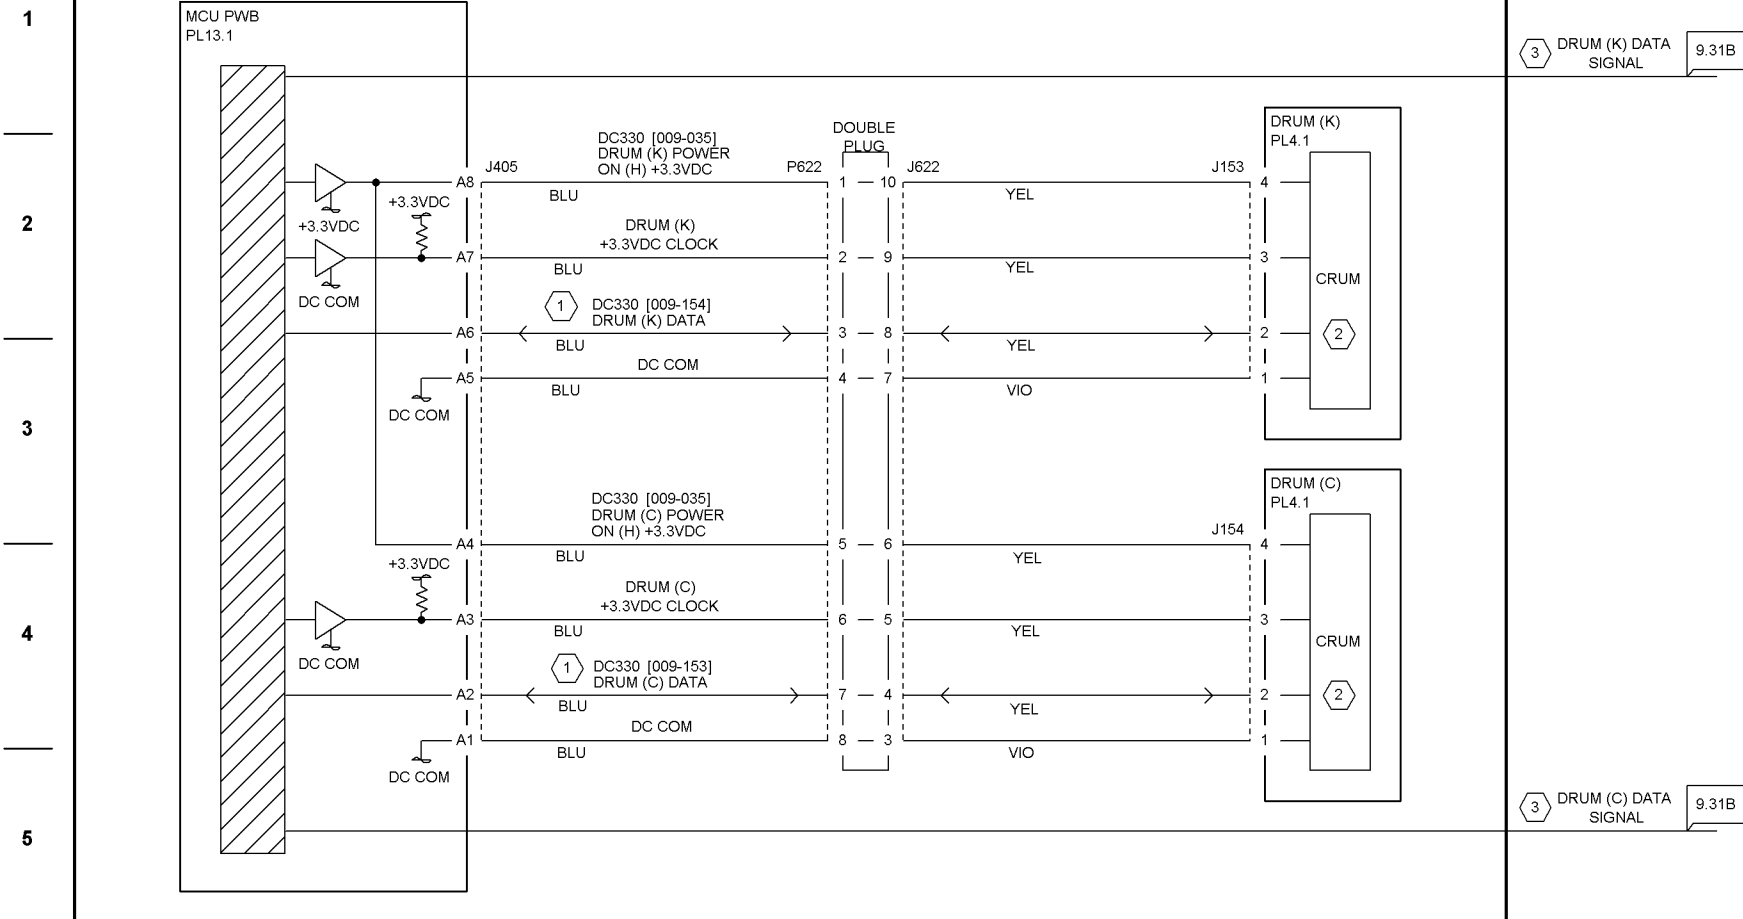 1
MCU PWB
PL13.1
3 DRUM (K) DATA SIGNAL 9.31B
DRUM (K)
PL4.1
DOUBLE
PLUG
DC330 [009-035]
DRUM (K) POWER
ON (H) +3.3VDC
J405 P622 J622 J153
A8 BLU 1 10 YEL 4
+3.3VDC
2
+3.3VDC
DRUM (K)
+3.3VDC CLOCK
A7 BLU 2 9 YEL 3
CRUM
DC COM
1 DC330 [009-154]
DRUM (K) DATA
A6 BLU 3 8 YEL 2
2
DC COM
A5 BLU 4 7 VIO 1
DC COM
3
DRUM (C)
PL4.1
DC330 [009-035]
DRUM (C) POWER
ON (H) +3.3VDC
J154
A4 BLU 5 6 YEL 4
+3.3VDC
DRUM (C)
+3.3VDC CLOCK
A3 BLU 6 5 YEL 3
4
CRUM
DC COM
1 DC330 [009-153]
DRUM (C) DATA
A2 BLU 7 4 YEL 2
2
DC COM
A1 BLU 8 3 VIO 1
DC COM
3 DRUM (C) DATA SIGNAL 9.31B
5